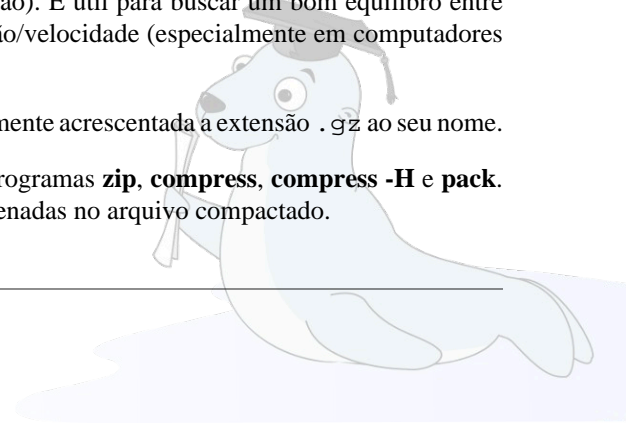 ão). É útil para buscar um bom equilíbrio entre
ão/velocidade (especialmente em computadores
mente acrescentada a extensão .gz ao seu nome.
rogramas zip, compress, compress -H e pack.
enadas no arquivo compactado.